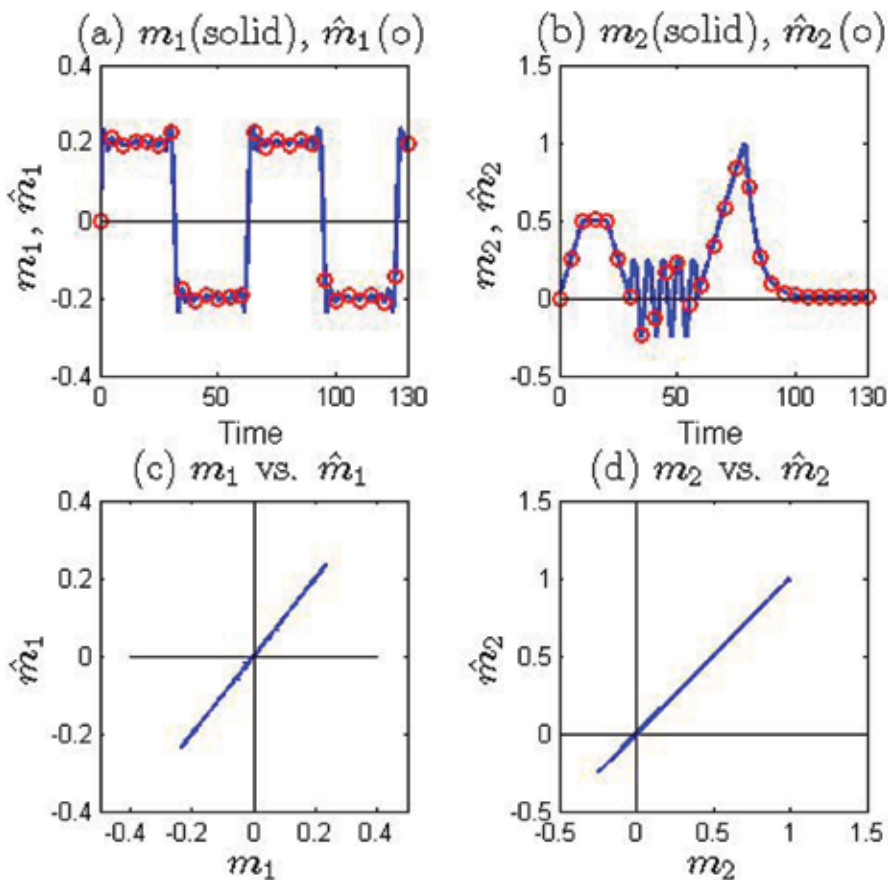 (a) m₁(solid), m̂₁(o)
0.4
0.2
0
-0.2
-0.4
m₁, m̂₁
0 50 100 130
Time
(b) m₂(solid), m̂₂(o)
1.5
1
0.5
0
-0.5
m₂, m̂₂
0 50 100 130
Time
(c) m₁ vs. m̂₁
0.4
0.2
0
-0.2
-0.4
m̂₁
-0.4 -0.2 0 0.2 0.4
m₁
(d) m₂ vs. m̂₂
1.5
1
0.5
0
-0.5
m̂₂
-0.5 0 0.5 1 1.5
m₂